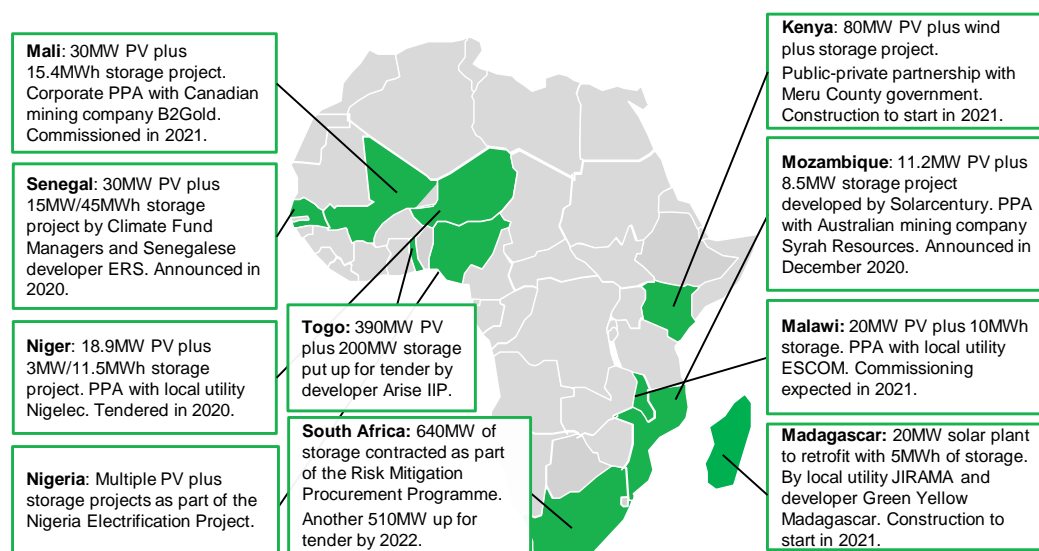 Mali: 30MW PV plus
15.4MWh storage project.
Corporate PPA with Canadian
mining company B2Gold.
Commissioned in 2021.
Senegal: 30MW PV plus
15MW/45MWh storage
project by Climate Fund
Managers and Senegalese
developer ERS. Announced in
2020.
Niger: 18.9MW PV plus
3MW/11.5MWh storage
project. PPA with local utility
Nigelec. Tendered in 2020.
Nigeria: Multiple PV plus
storage projects as part of the
Nigeria Electrification Project.
Togo: 390MW PV
plus 200MW storage
put up for tender by
developer Arise IIP.
South Africa: 640MW of
storage contracted as part
of the Risk Mitigation
Procurement Programme.
Another 510MW up for
tender by 2022.
Kenya: 80MW PV plus wind
plus storage project.
Public-private partnership with
Meru County government.
Construction to start in 2021.
Mozambique: 11.2MW PV plus
8.5MW storage project
developed by Solarcentury. PPA
with Australian mining company
Syrah Resources. Announced in
December 2020.
Malawi: 20MW PV plus 10MWh
storage. PPA with local utility
ESCOM. Commissioning
expected in 2021.
Madagascar: 20MW solar plant
to retrofit with 5MWh of storage.
By local utility JIRAMA and
developer Green Yellow
Madagascar. Construction to
start in 2021.